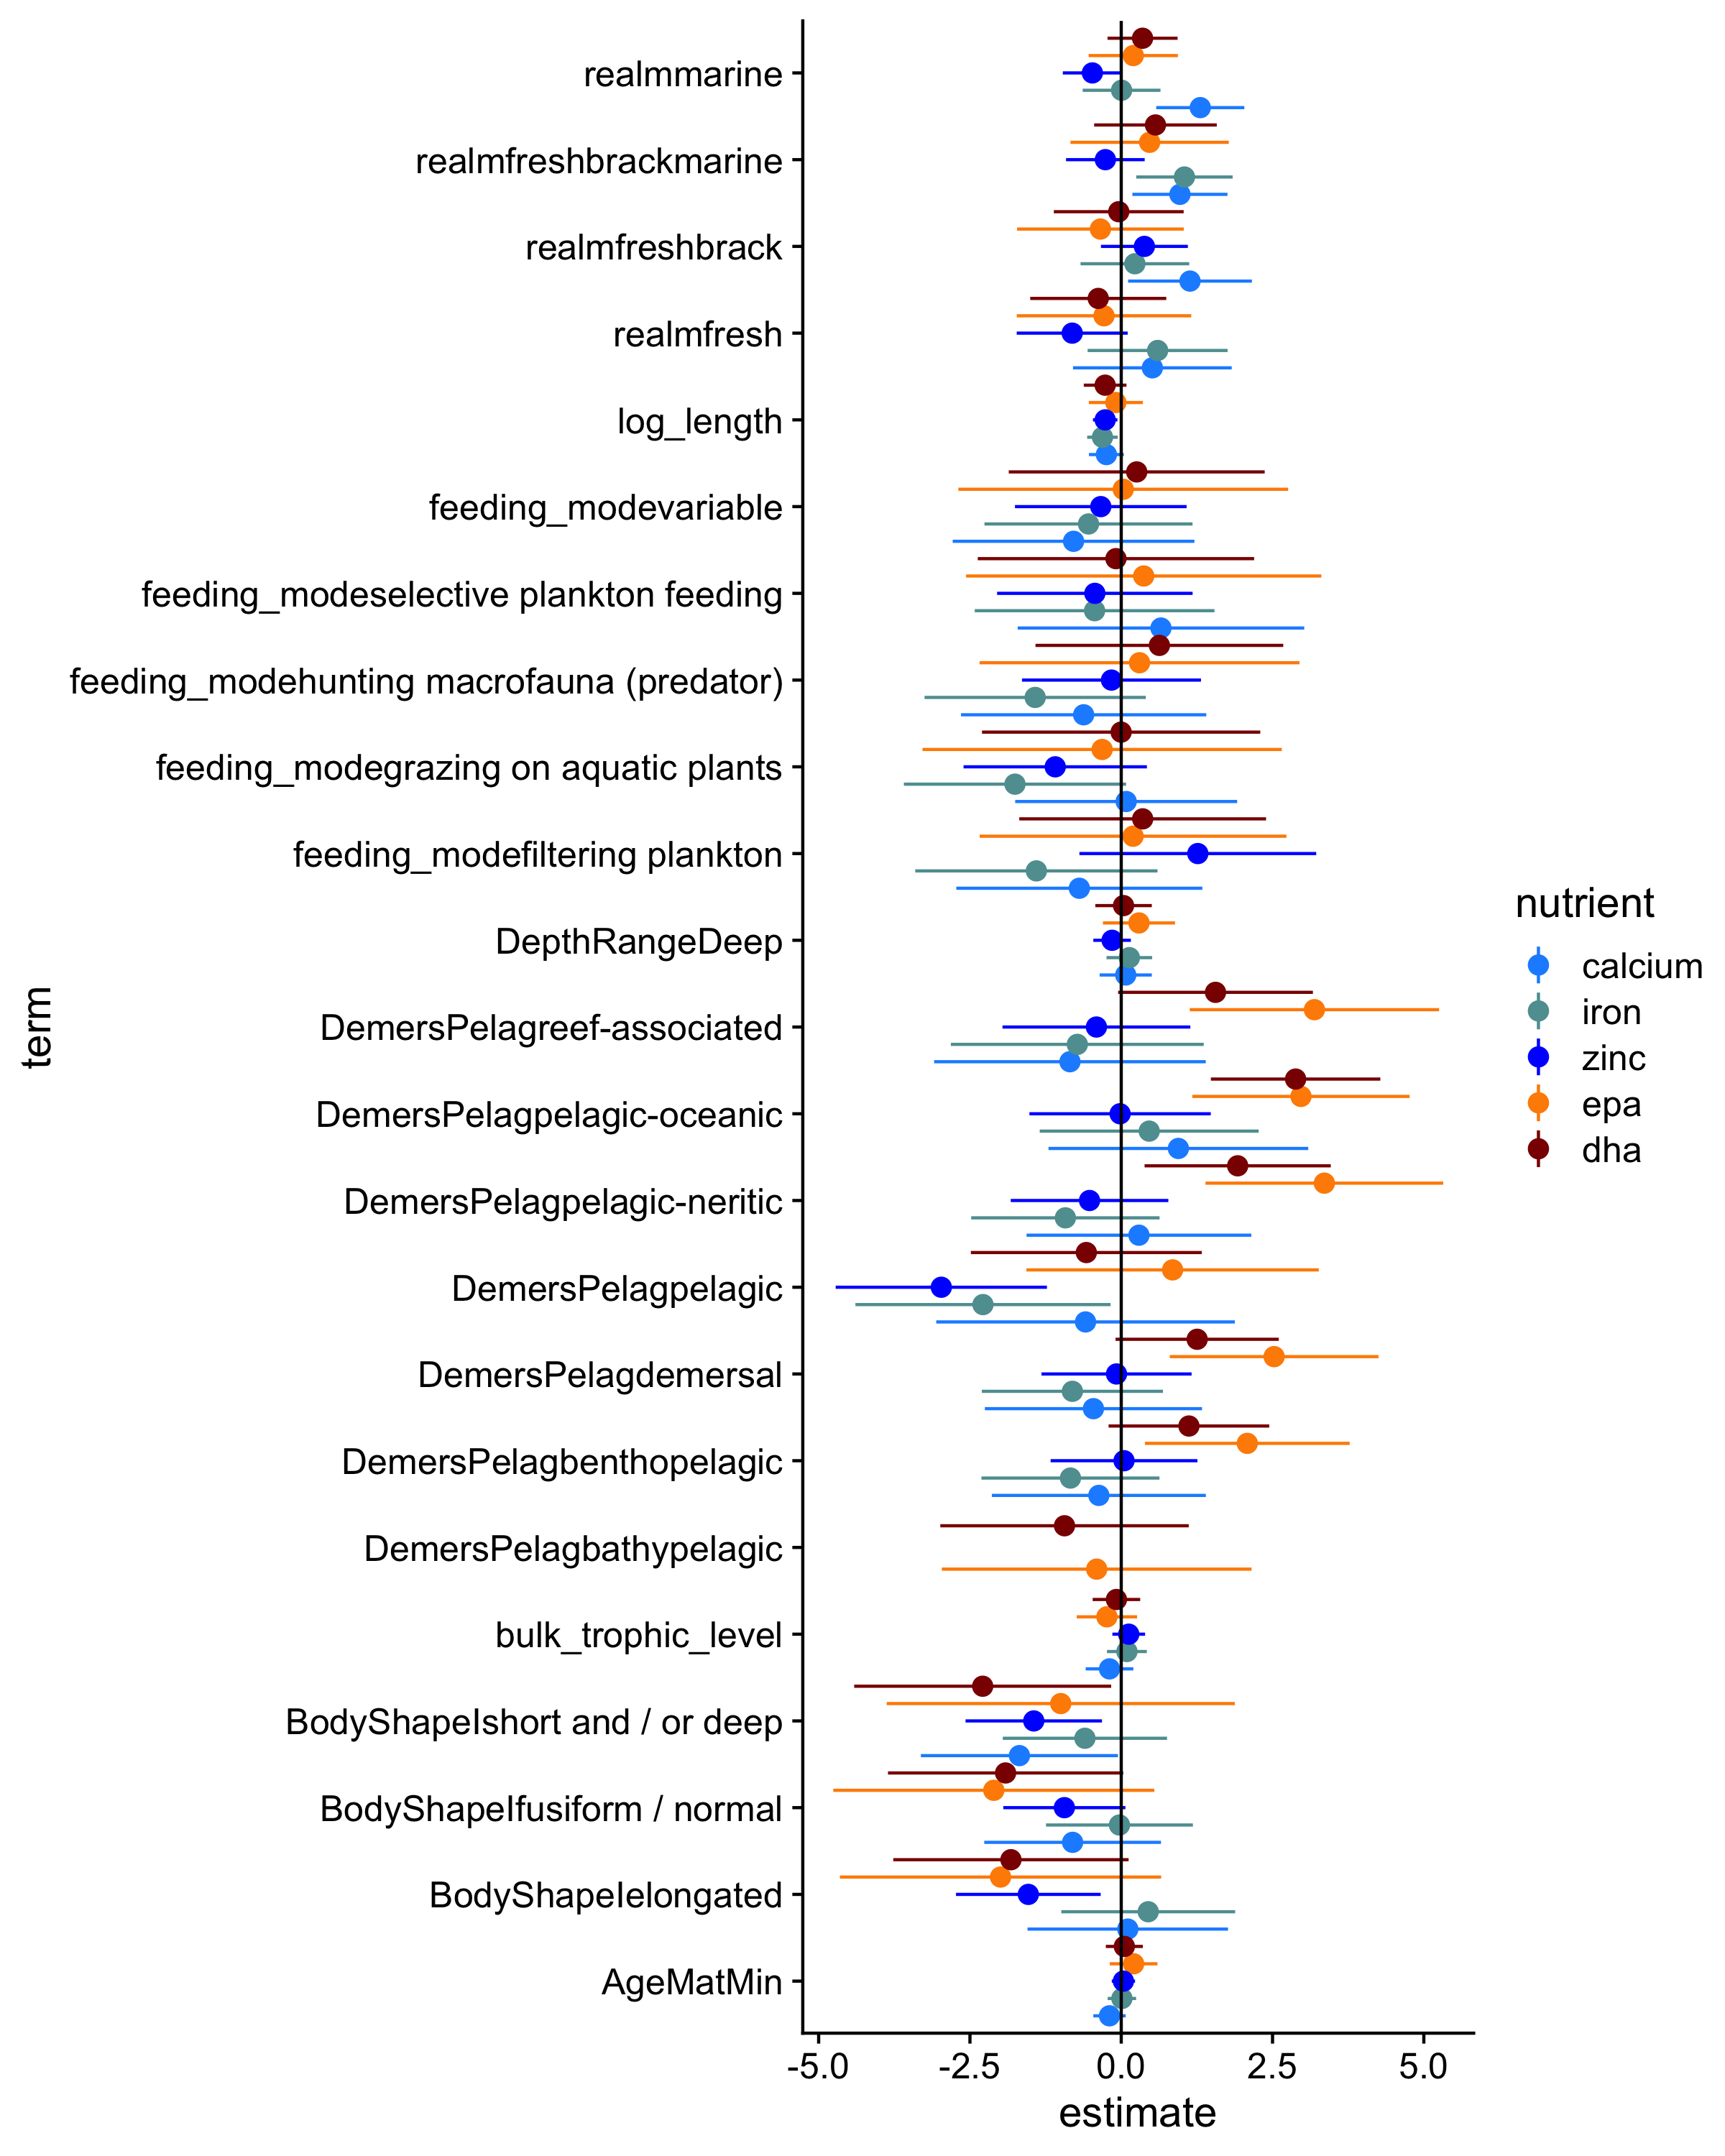 realmmarine
realmfreshbrackmarine
realmfreshbrack
realmfresh
log_length
feeding_modevariable
feeding_modeselective plankton feeding
feeding_modehunting macrofauna (predator)
feeding_modegrazing on aquatic plants
feeding_modefiltering plankton
DepthRangeDeep
DemersPelagreef-associated
DemersPelagpelagic-oceanic
DemersPelagpelagic-neritic
DemersPelagpelagic
DemersPelagdemersal
DemersPelagbenthopelagic
DemersPelagbathypelagic
bulk_trophic_level
BodyShapeIshort and / or deep
BodyShapeIfusiform / normal
BodyShapeIelongated
AgeMatMin
term
-5.0 -2.5 0.0 2.5 5.0
estimate
nutrient
calcium
iron
zinc
epa
dha